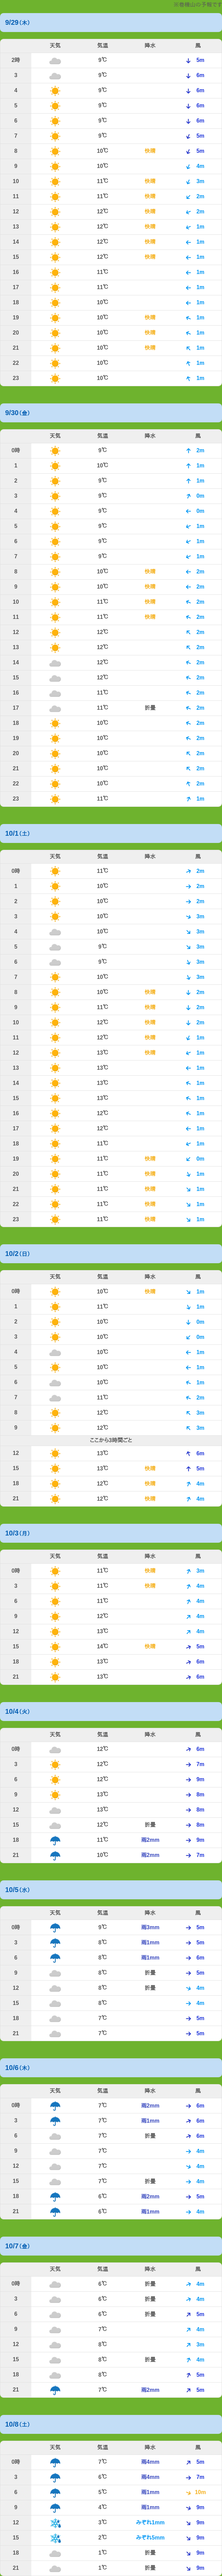 天狗嶺山の予報です
9/29（木）
天気 気温 降水 風
2時 9℃ 5m
3 9℃ 6m
4 9℃ 6m
5 9℃ 6m
6 9℃ 6m
7 9℃ 5m
8 10℃ 快晴 5m
9 10℃ 4m
10 11℃ 快晴 3m
11 11℃ 快晴 2m
12 12℃ 快晴 2m
13 12℃ 快晴 1m
14 12℃ 快晴 1m
15 12℃ 快晴 1m
16 11℃ 1m
17 11℃ 1m
18 10℃ 1m
19 10℃ 快晴 1m
20 10℃ 快晴 1m
21 10℃ 快晴 1m
22 10℃ 1m
23 10℃ 1m
9/30（金）
天気 気温 降水 風
0時 9℃ 2m
1 10℃ 1m
2 9℃ 1m
3 9℃ 0m
4 9℃ 0m
5 9℃ 1m
6 9℃ 1m
7 9℃ 1m
8 10℃ 快晴 2m
9 10℃ 快晴 2m
10 11℃ 快晴 2m
11 11℃ 快晴 2m
12 12℃ 2m
13 12℃ 2m
14 12℃ 2m
15 12℃ 2m
16 11℃ 2m
17 11℃ 折曇 2m
18 10℃ 2m
19 10℃ 2m
20 10℃ 2m
21 10℃ 2m
22 10℃ 2m
23 11℃ 1m
10/1（土）
天気 気温 降水 風
0時 11℃ 2m
1 10℃ 2m
2 10℃ 2m
3 10℃ 3m
4 10℃ 3m
5 9℃ 3m
6 9℃ 3m
7 10℃ 3m
8 10℃ 快晴 2m
9 11℃ 快晴 2m
10 12℃ 快晴 2m
11 12℃ 快晴 1m
12 13℃ 快晴 1m
13 13℃ 1m
14 13℃ 1m
15 13℃ 1m
16 12℃ 1m
17 12℃ 1m
18 11℃ 1m
19 11℃ 快晴 0m
20 11℃ 快晴 1m
21 11℃ 快晴 1m
22 11℃ 快晴 1m
23 11℃ 快晴 1m
10/2（日）
天気 気温 降水 風
0時 10℃ 快晴 1m
1 11℃ 1m
2 10℃ 0m
3 10℃ 0m
4 10℃ 1m
5 10℃ 1m
6 10℃ 1m
7 11℃ 2m
8 12℃ 3m
9 12℃ 3m
ここから3時間ごと
12 13℃ 6m
15 13℃ 快晴 5m
18 12℃ 快晴 4m
21 12℃ 快晴 4m
10/3（月）
天気 気温 降水 風
0時 11℃ 快晴 3m
3 11℃ 快晴 4m
6 11℃ 4m
9 12℃ 4m
12 13℃ 4m
15 14℃ 快晴 5m
18 13℃ 6m
21 13℃ 6m
10/4（火）
天気 気温 降水 風
0時 12℃ 6m
3 12℃ 7m
6 12℃ 9m
9 13℃ 8m
12 13℃ 8m
15 12℃ 折曇 8m
18 11℃ 雨2mm 9m
21 10℃ 雨2mm 7m
10/5（水）
天気 気温 降水 風
0時 9℃ 雨3mm 5m
3 8℃ 雨1mm 5m
6 8℃ 雨1mm 6m
9 8℃ 折曇 5m
12 8℃ 折曇 4m
15 8℃ 4m
18 7℃ 5m
21 7℃ 5m
10/6（木）
天気 気温 降水 風
0時 7℃ 雨2mm 6m
3 7℃ 雨1mm 6m
6 7℃ 折曇 6m
9 7℃ 4m
12 7℃ 4m
15 7℃ 折曇 4m
18 6℃ 雨2mm 5m
21 6℃ 雨1mm 4m
10/7（金）
天気 気温 降水 風
0時 6℃ 折曇 4m
3 6℃ 折曇 4m
6 6℃ 折曇 5m
9 7℃ 4m
12 8℃ 3m
15 8℃ 折曇 4m
18 8℃ 5m
21 7℃ 雨2mm 5m
10/8（土）
天気 気温 降水 風
0時 7℃ 雨4mm 5m
3 6℃ 雨4mm 7m
6 5℃ 雨1mm 10m
9 4℃ 雨1mm 9m
12 3℃ みぞれ1mm 9m
15 2℃ みぞれ5mm 9m
18 1℃ 折曇 9m
21 1℃ 折曇 9m